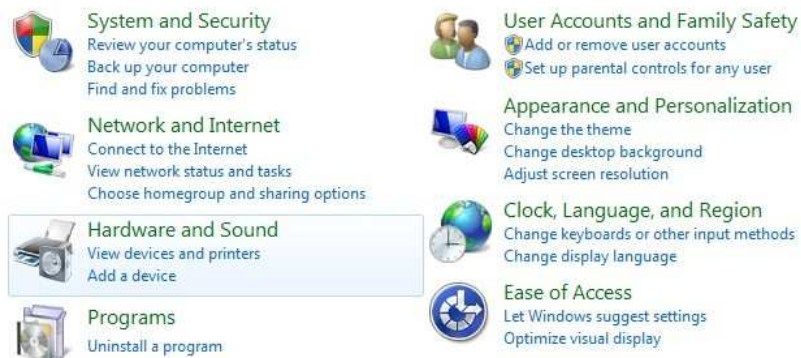 System and Security
Review your computer's status
Back up your computer
Find and fix problems
Network and Internet
Connect to the Internet
View network status and tasks
Choose homegroup and sharing options
Hardware and Sound
View devices and printers
Add a device
Programs
Uninstall a program
User Accounts and Family Safety
Add or remove user accounts
Set up parental controls for any user
Appearance and Personalization
Change the theme
Change desktop background
Adjust screen resolution
Clock, Language, and Region
Change keyboards or other input methods
Change display language
Ease of Access
Let Windows suggest settings
Optimize visual display